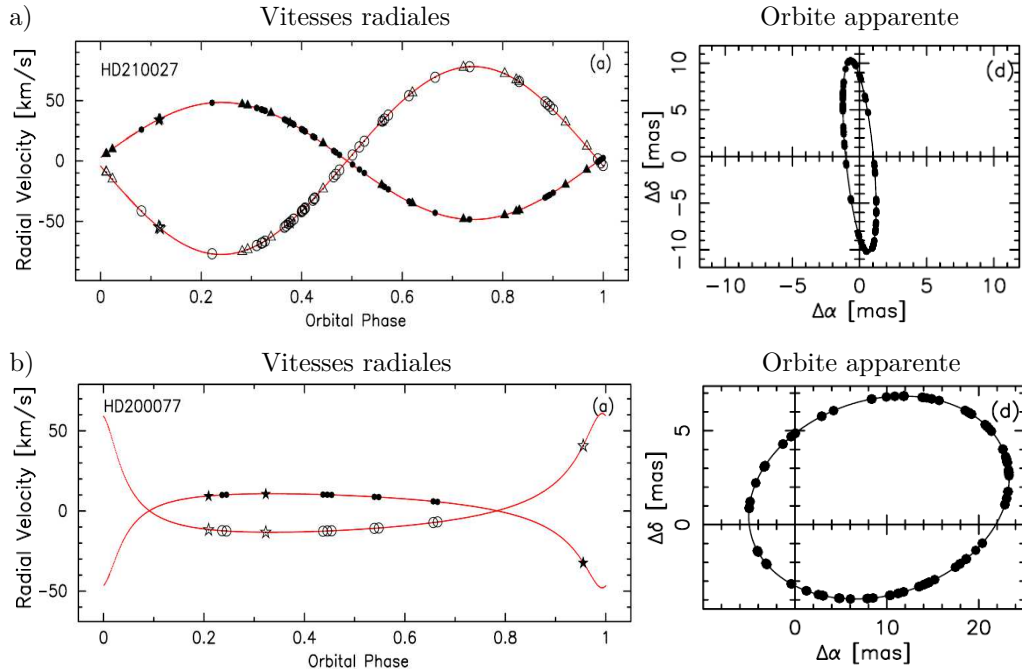 a) Vitesses radiales Orbite apparente
HD210027
(a)
50
0
-50
Radial Velocity [km/s]
0 0.2 0.4 0.6 0.8 1
Orbital Phase
(d)
10
5
0
-5
-10
Δδ [mas]
-10 -5 0 5 10
Δα [mas]
b) Vitesses radiales Orbite apparente
HD200077
(a)
50
0
-50
Radial Velocity [km/s]
0 0.2 0.4 0.6 0.8 1
Orbital Phase
(d)
5
0
Δδ [mas]
0 10 20
Δα [mas]